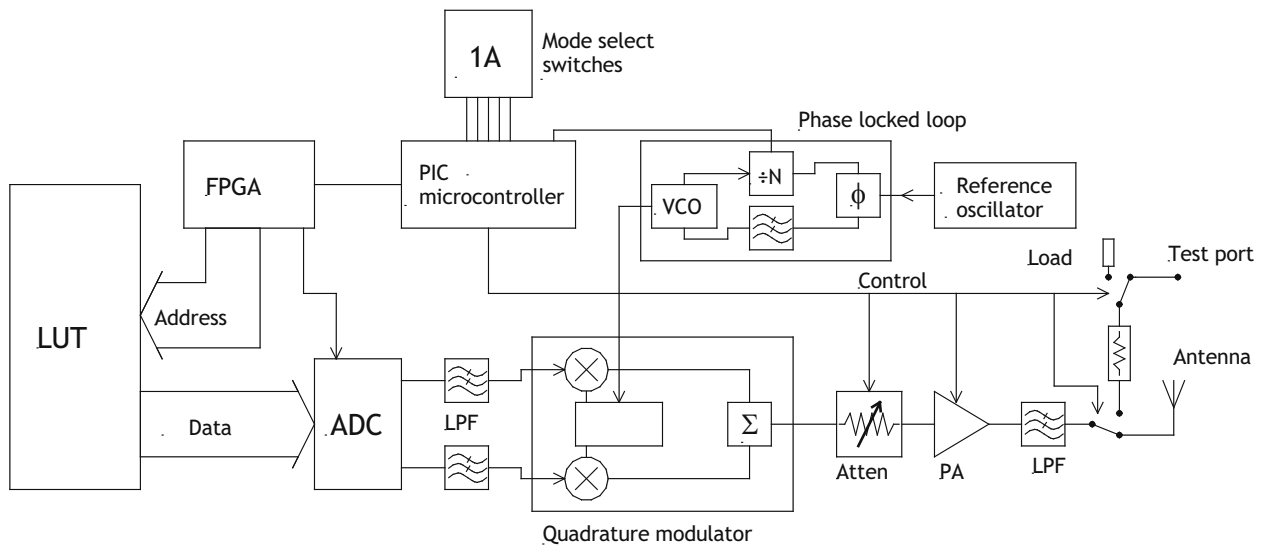 1A
Mode select
switches
Phase locked loop
FPGA
PIC
microcontroller
÷N
VCO
ϕ
Reference
oscillator
Load
Test port
Control
LUT
Address
Antenna
Data
ADC
LPF
Σ
Atten
PA
LPF
Quadrature modulator